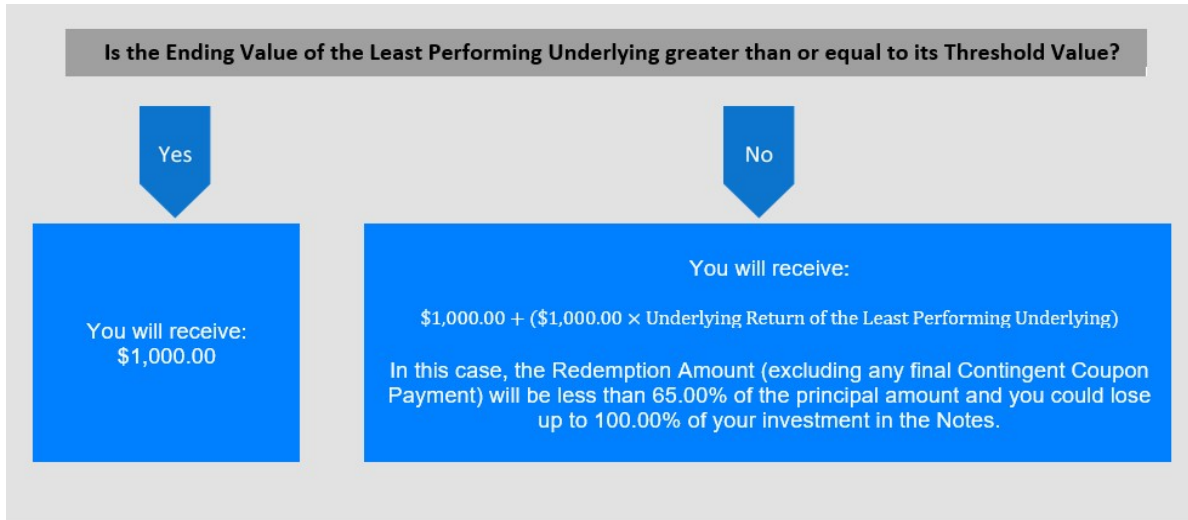 Is the Ending Value of the Least Performing Underlying greater than or equal to its Threshold Value?
Yes
No
You will receive:
$1,000.00
You will receive:
$1,000.00 + ($1,000.00 × Underlying Return of the Least Performing Underlying)
In this case, the Redemption Amount (excluding any final Contingent Coupon
Payment) will be less than 65.00% of the principal amount and you could lose
up to 100.00% of your investment in the Notes.